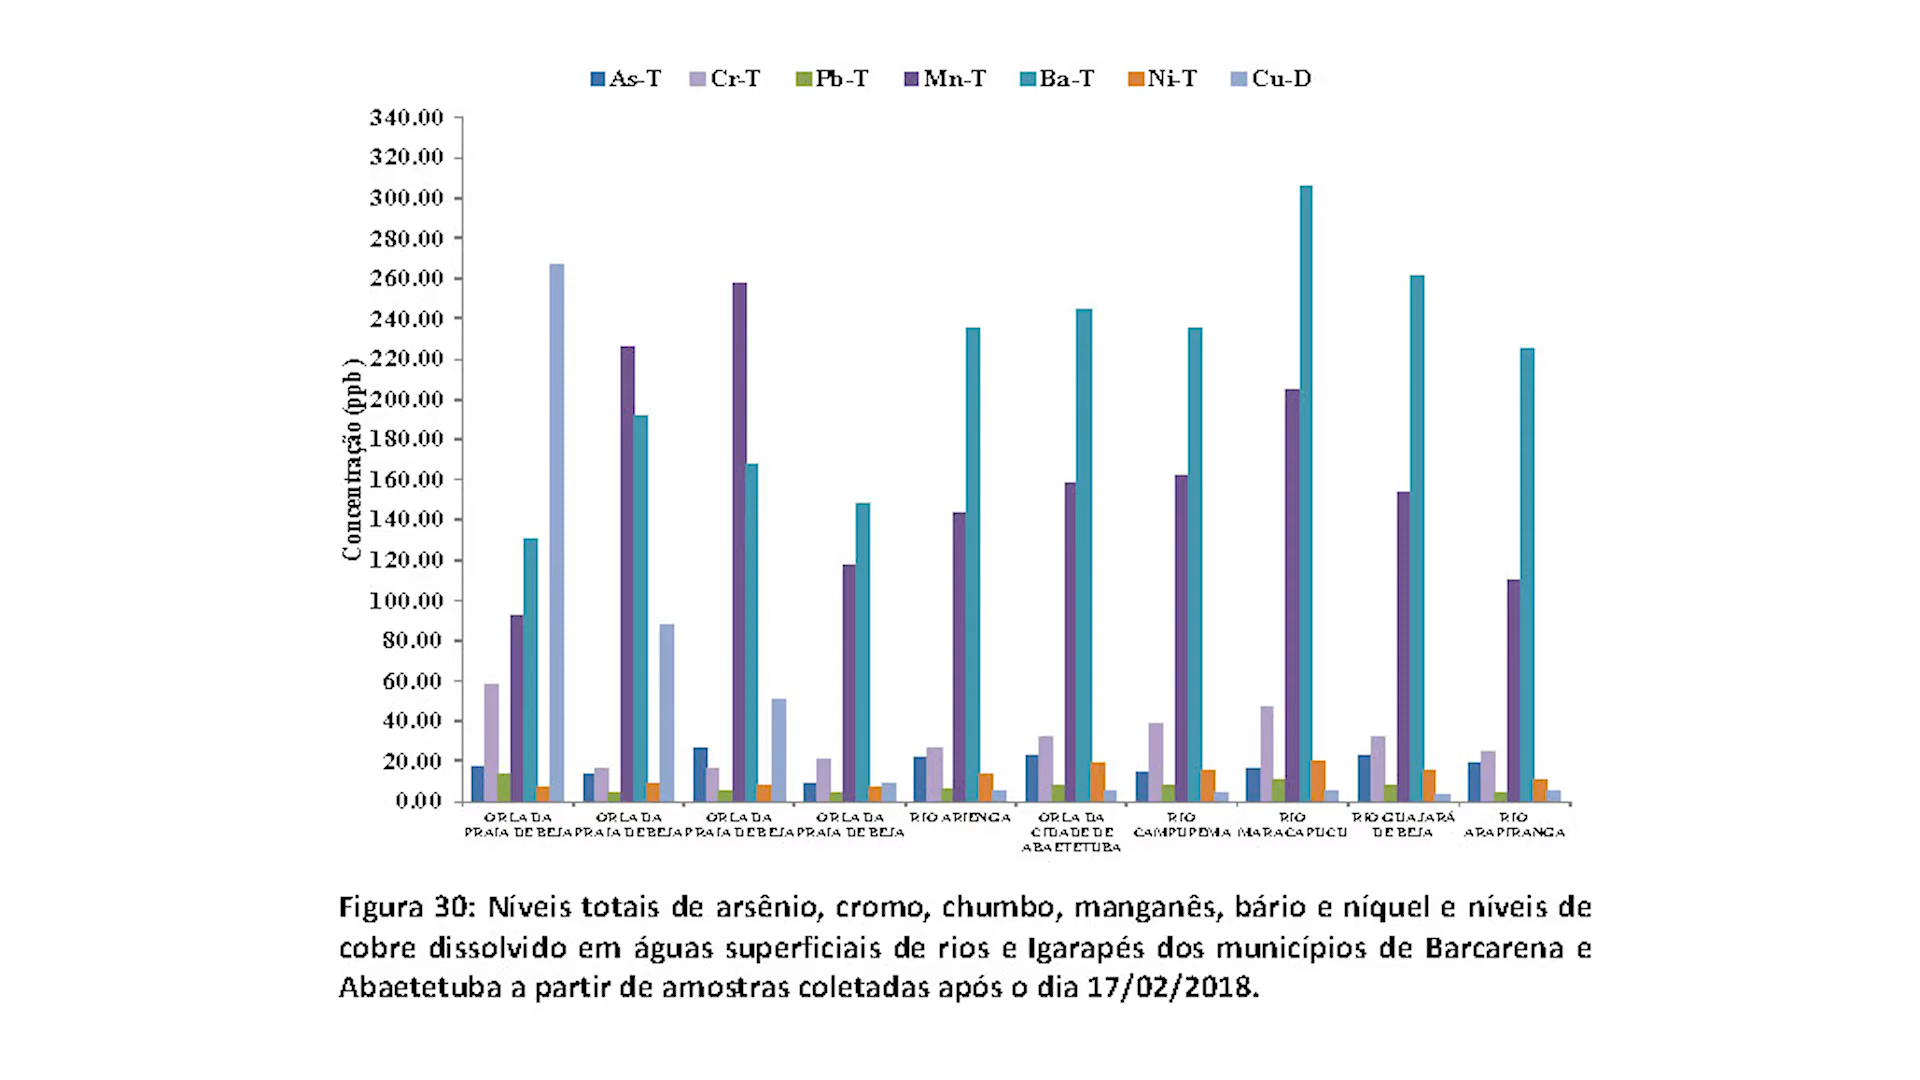 As-T Cr-T Pb-T Mn-T Ba-T Ni-T Cu-D
340.00
320.00
300.00
280.00
260.00
240.00
220.00
200.00
180.00
160.00
140.00
120.00
100.00
80.00
60.00
40.00
20.00
0.00
Concentração (ppb)
ORLA DA
PRAIA DE BEJA
ORLA DA
PRAIA DE BEJA
ORLA DA
PRAIA DE BEJA
ORLA DA
PRAIA DE BEJA
RIO ARIENGA
ORLA DA
CIDADE DE
ABAETETUBA
RIO
CAMPUPEMA
RIO
MARACAPUCU
RIO GUAJARÁ
DE BEJA
RIO
ARAPIRANGA
Figura 30: Níveis totais de arsênio, cromo, chumbo, manganês, bário e níquel e níveis de
cobre dissolvido em águas superficiais de rios e Igarapés dos municípios de Barcarena e
Abaetetuba a partir de amostras coletadas após o dia 17/02/2018.